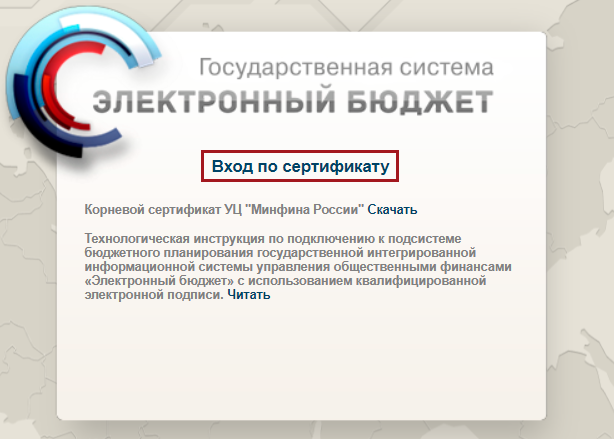 Государственная система
ЭЛЕКТРОННЫЙ БЮДЖЕТ
Вход по сертификату
Корневой сертификат УЦ "Минфина России" Скачать
Технологическая инструкция по подключению к подсистеме
бюджетного планирования государственной интегрированной
информационной системы управления общественными финансами
«Электронный бюджет» с использованием квалифицированной
электронной подписи. Читать